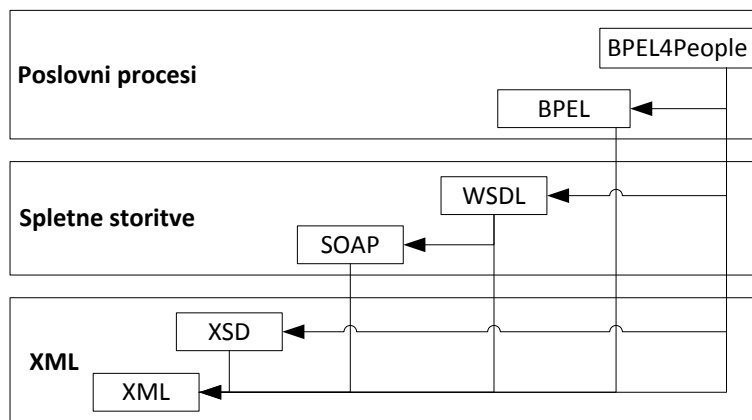 BPEL4People
Poslovni procesi
BPEL
WSDL
Spletne storitve
SOAP
XSD
XML
XML